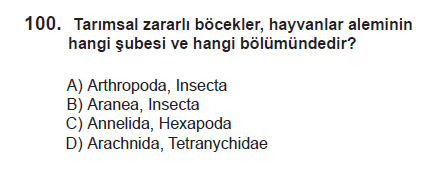 100. Tarımsal zararlı böcekler, hayvanlar aleminin
hangi şubesi ve hangi bölümündedir?
A) Arthropoda, Insecta
B) Aranea, Insecta
C) Annelida, Hexapoda
D) Arachnida, Tetranychidae